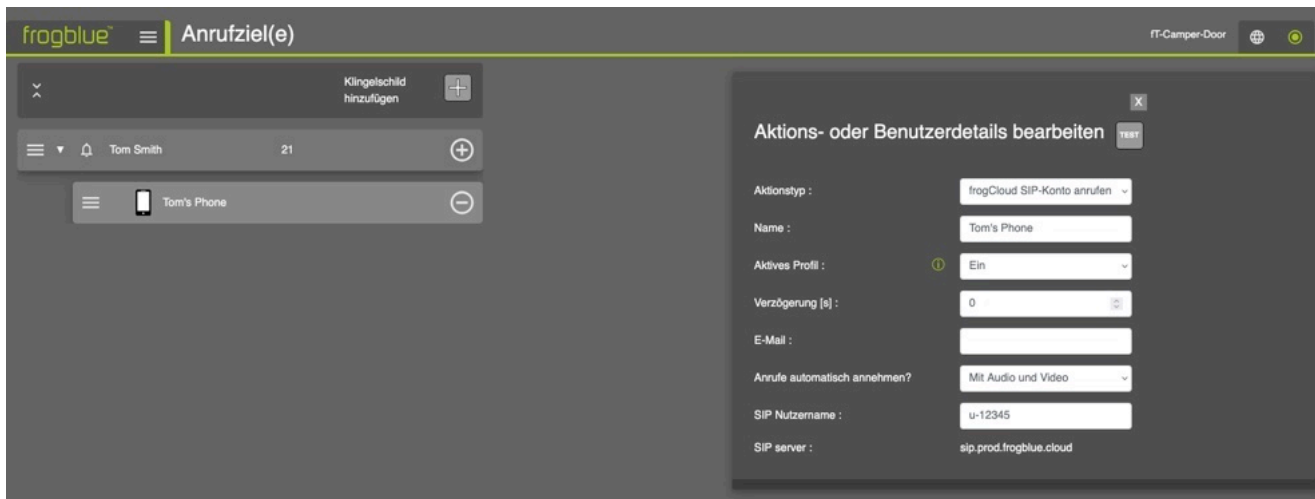 frogblue™
Anrufziel(e)
fT-Camper-Door
Klingelschild
hinzufügen
Tom Smith 21
Tom's Phone
X
Aktions- oder Benutzerdetails bearbeiten TEST
Aktionstyp : frogCloud SIP-Konto anrufen
Name : Tom's Phone
Aktives Profil : Ein
Verzögerung [s] : 0
E-Mail :
Anrufe automatisch annehmen? Mit Audio und Video
SIP Nutzername : u-12345
SIP server : sip.prod.frogblue.cloud